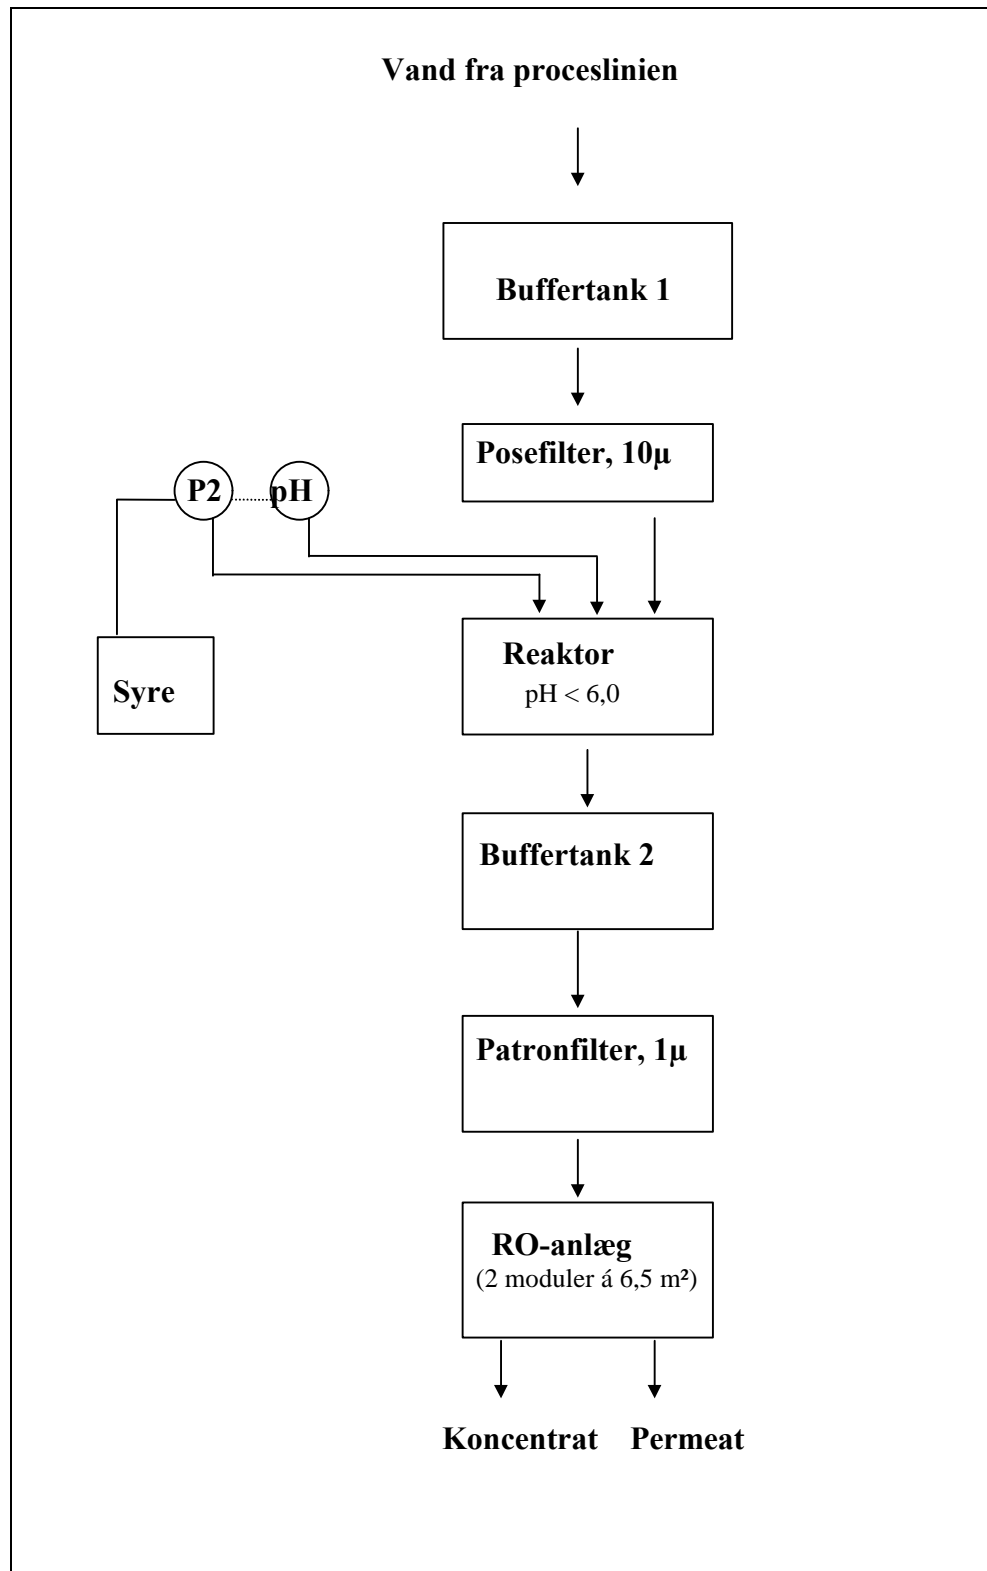 Vand fra proceslinien
Buffertank 1
Posefilter, 10µ
P2
pH
Reaktor
pH < 6,0
Syre
Buffertank 2
Patronfilter, 1µ
RO-anlæg
(2 moduler á 6,5 m²)
Koncentrat Permeat